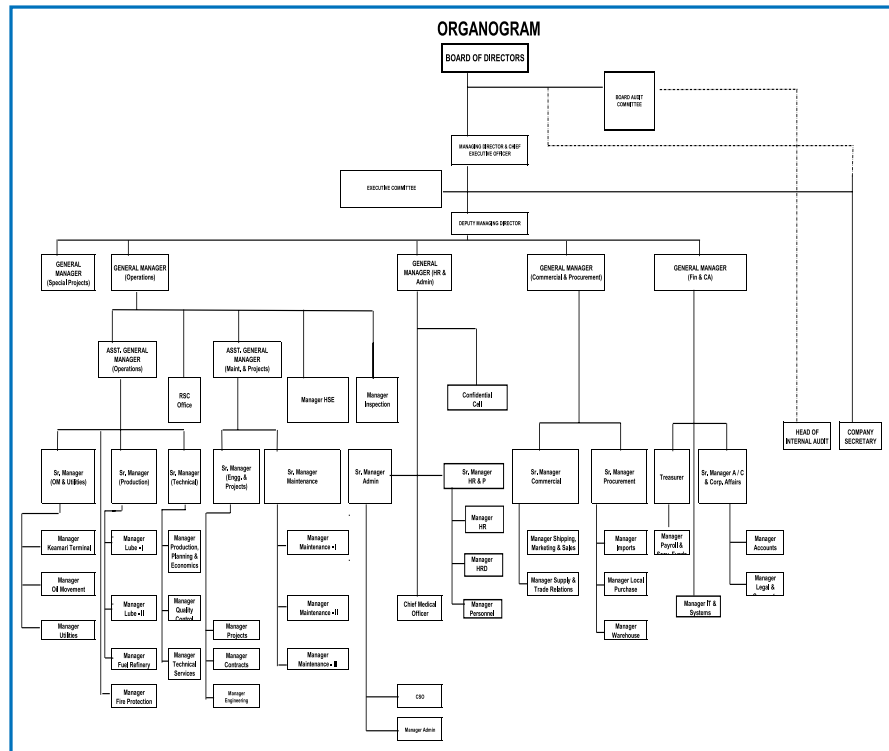 ORGANOGRAM
BOARD OF DIRECTORS
BOARD AUDIT
COMMITTEE
MANAGING DIRECTOR & CHIEF
EXECUTIVE OFFICER
EXECUTIVE COMMITTEE
DEPUTY MANAGING DIRECTOR
GENERAL
MANAGER
(Special Projects)
GENERAL MANAGER
(Operations)
GENERAL
MANAGER (HR &
Admin)
GENERAL MANAGER
(Commercial & Procurement)
GENERAL MANAGER
(Fin & CA)
ASST. GENERAL
MANAGER
(Operations)
ASST. GENERAL
MANAGER
(Maint, & Projects)
RSC
Office
Manager HSE
Manager
Inspection
Confidential
Cell
HEAD OF
INTERNAL AUDIT
COMPANY
SECRETARY
Sr, Manager
(OM & Utilities)
Sr, Manager
(Production)
Sr, Manager
(Technical)
Sr, Manager
(Engg. &
Projects)
Sr, Manager
Maintenance
Sr, Manager
Admin
Sr, Manager
HR & P
Sr, Manager
Commercial
Sr, Manager
Procurement
Treasurer
Sr, Manager A / C
& Corp, Affairs
Manager
Keamari Terminal
Manager
Lube - I
Manager
Production,
Planning &
Economics
Manager
Maintenance - I
Manager
HR
Manager Shipping,
Marketing & Sales
Manager
Imports
Manager
Payroll &
Manager
Accounts
Manager
Oil Movement
Manager
HRD
Manager Supply &
Trade Relations
Manager Local
Purchase
Manager
Legal &
Manager
Utilities
Manager
Lube - II
Manager
Quality
Control
Manager
Projects
Manager
Maintenance - II
Chief Medical
Officer
Manager
Personnel
Manager
Warehouse
Manager IT &
Systems
Manager
Fuel Refinery
Manager
Technical
Services
Manager
Contracts
Manager
Maintenance - III
Manager
Fire Protection
Manager
Engineering
CSO
Manager Admin